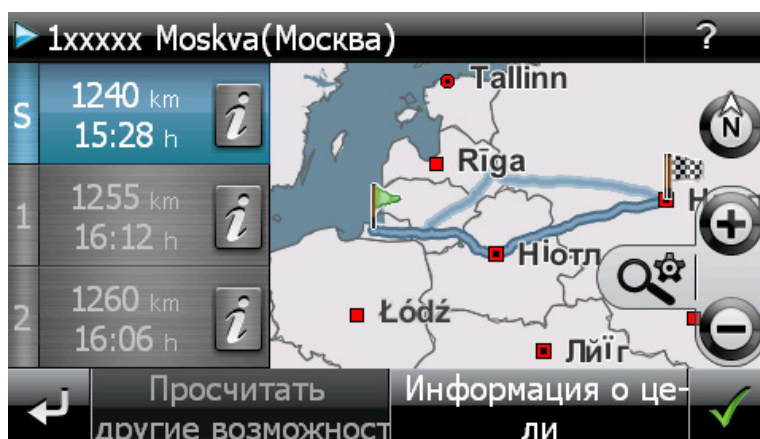 1xxxxx Moskva(Москва)
?
S
1240 km
15:28 h
i
1
1255 km
16:12 h
i
2
1260 km
16:06 h
i
Tallinn
N
Rīga
Ніотл
Łódź
Лйїг
Просчитать
другие возможност
Информация о це-
ли